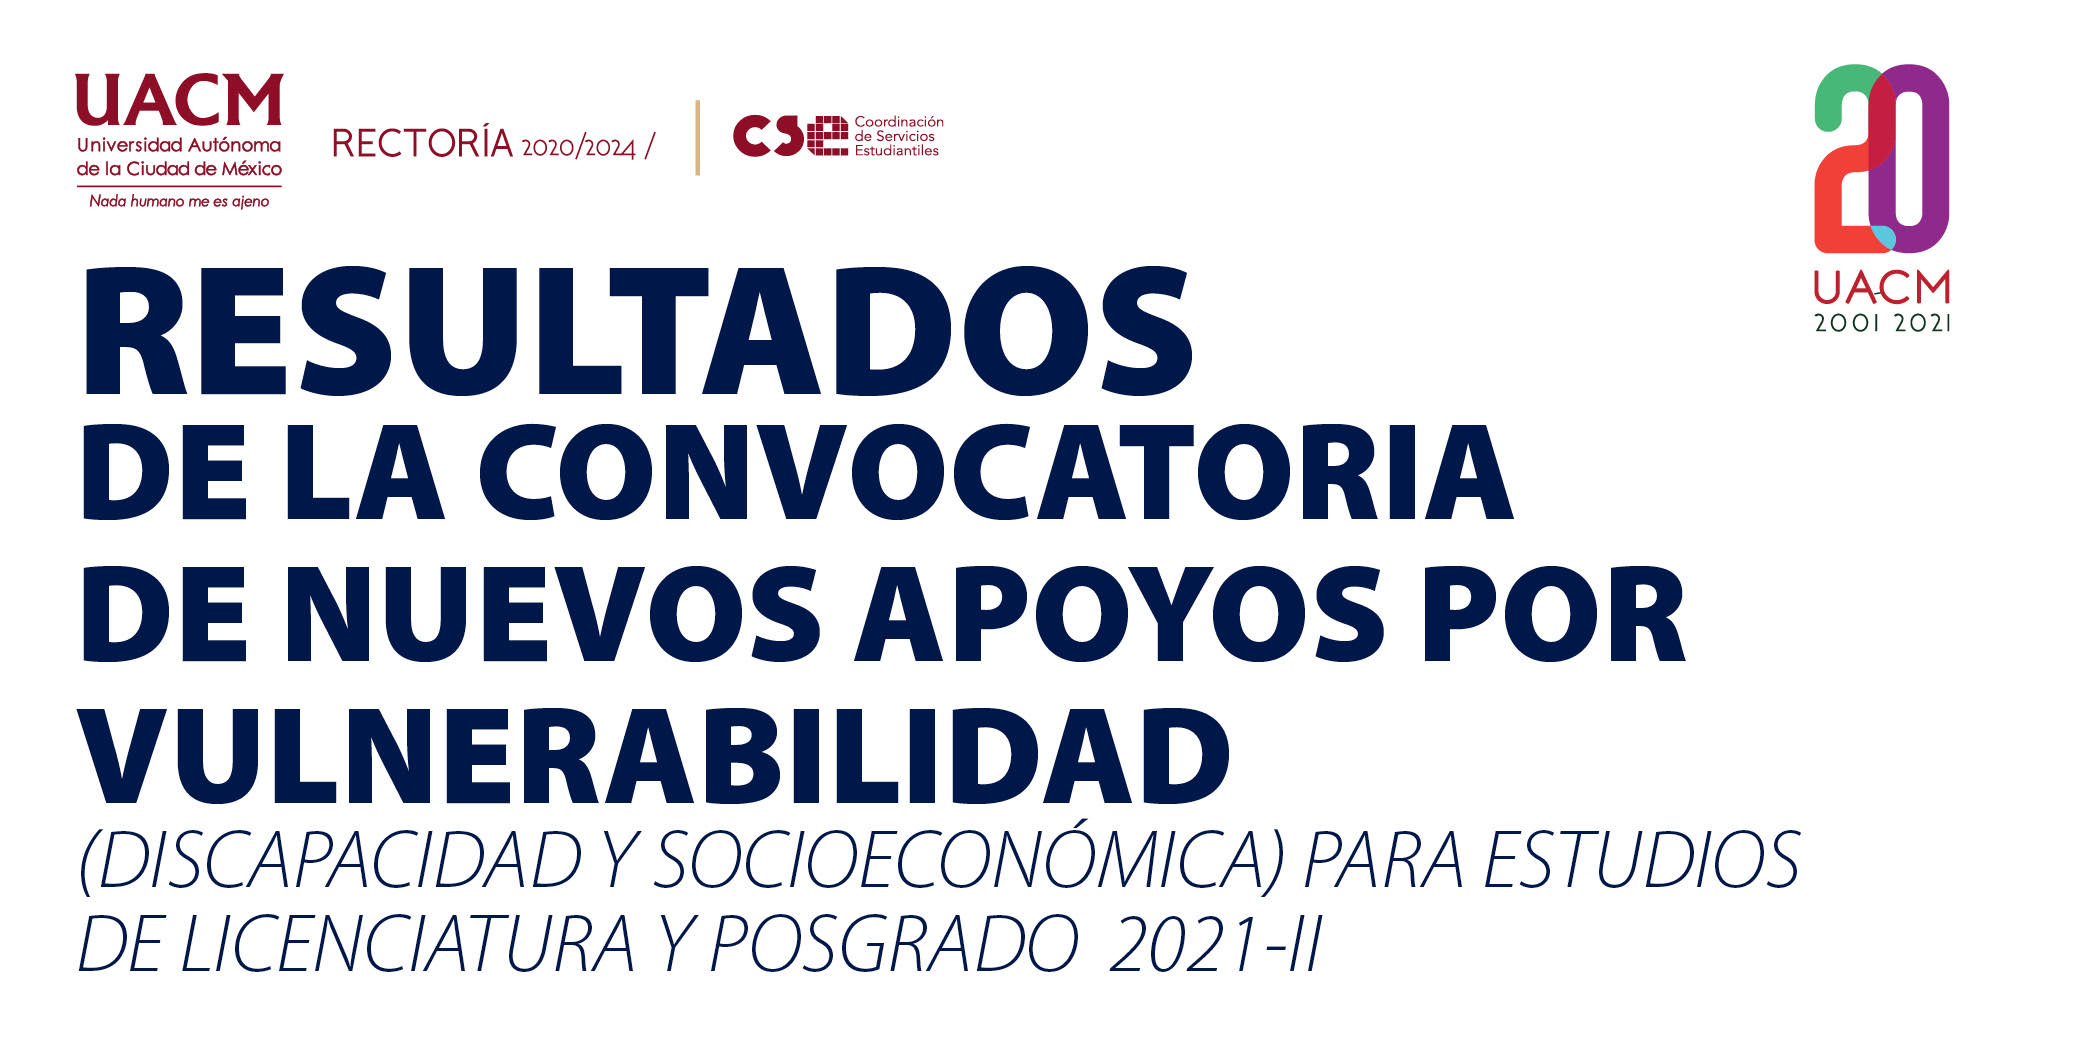 UACM
Universidad Autónoma
de la Ciudad de México
Nada humano me es ajeno
RECTORÍA 2020/2024 /
cse
Coordinación
de Servicios
Estudiantiles
20
UACM
2001 2021
RESULTADOS
DE LA CONVOCATORIA
DE NUEVOS APOYOS POR
VULNERABILIDAD
(DISCAPACIDAD Y SOCIOECONÓMICA) PARA ESTUDIOS
DE LICENCIATURA Y POSGRADO 2021-II